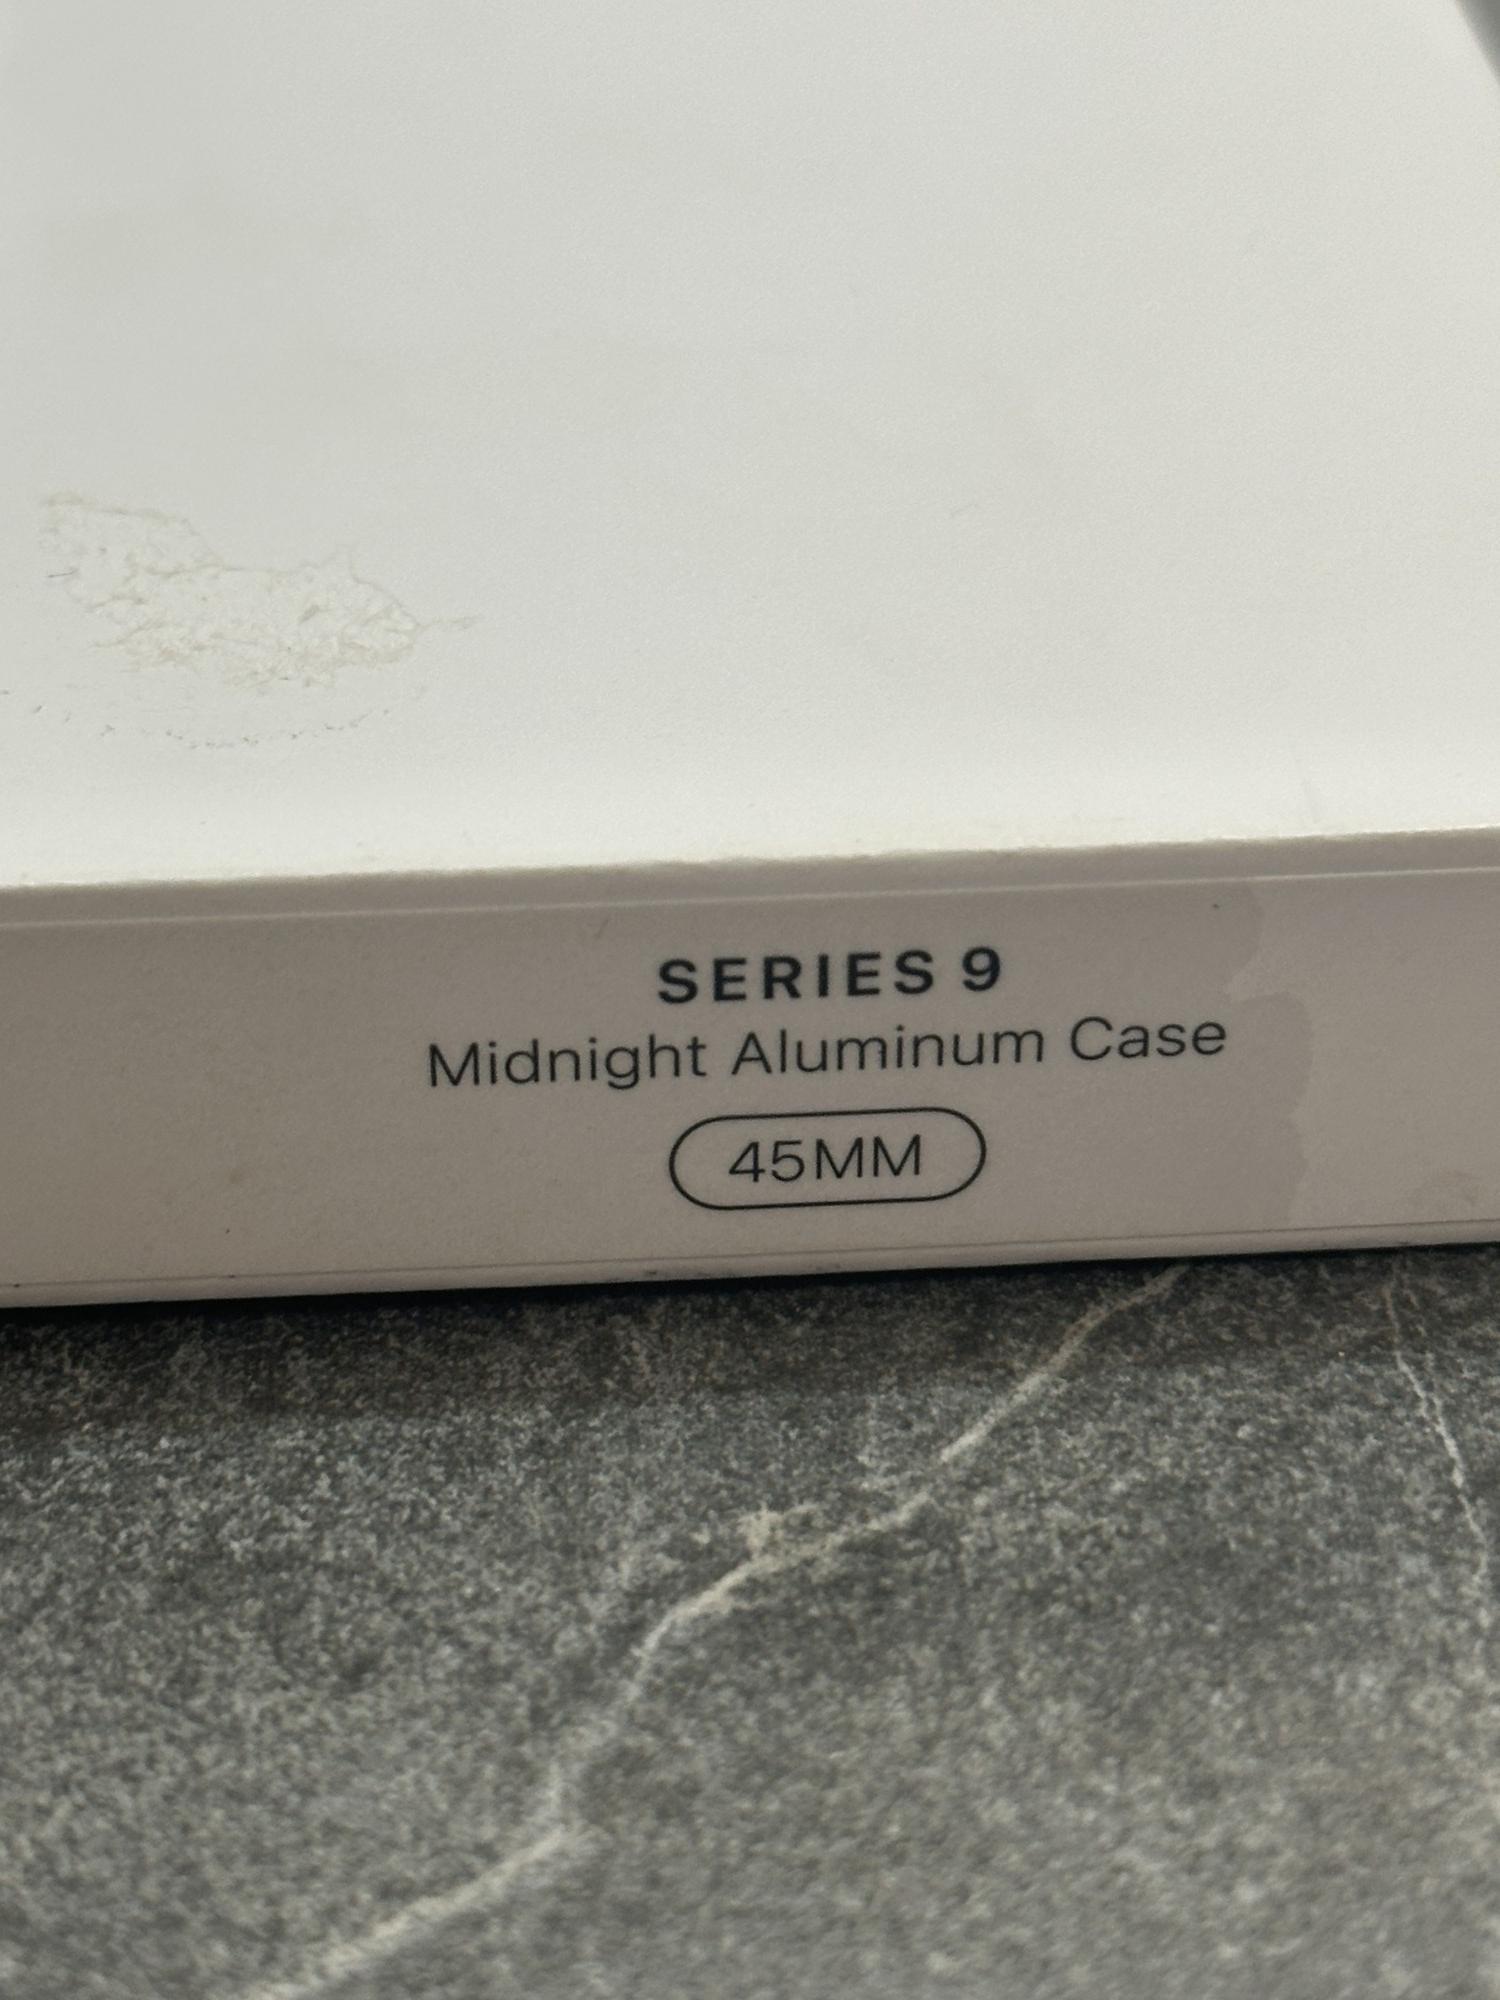 SERIES 9
Midnight Aluminum Case
45MM